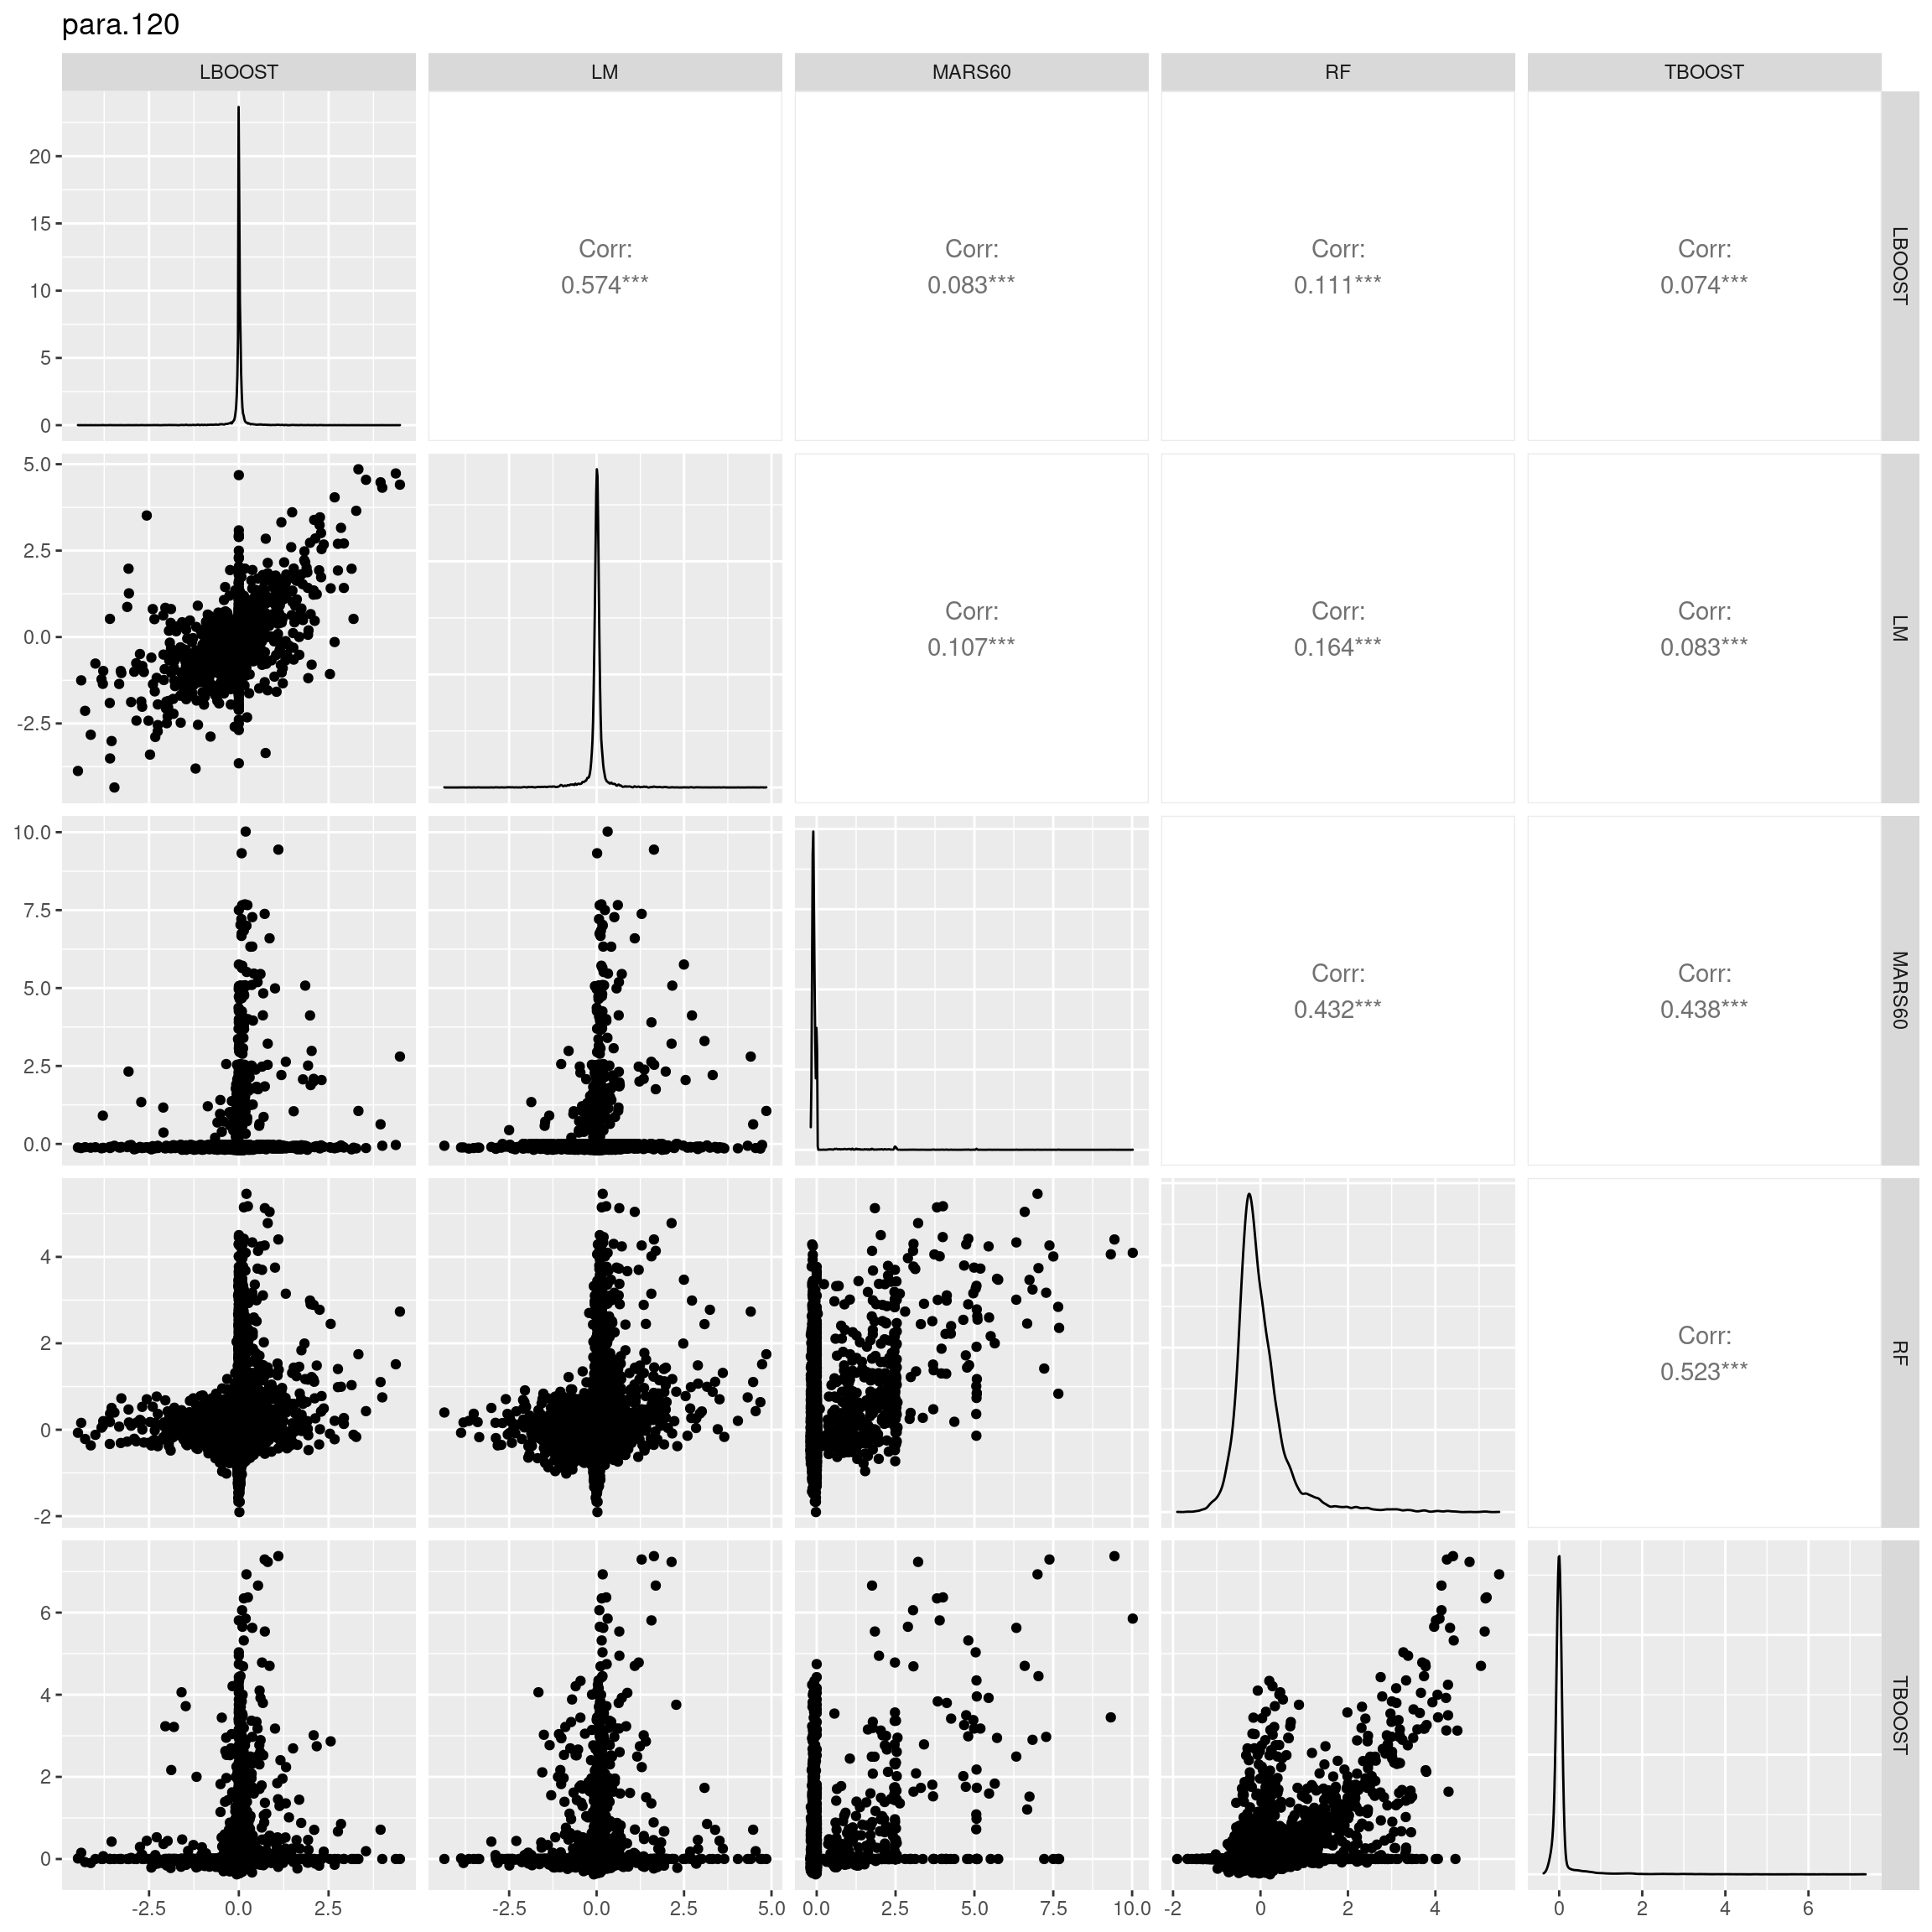 para.120
LBOOST LM MARS60 RF TBOOST
20
15
10
5
0
Corr:
0.574***
Corr:
0.083***
Corr:
0.111***
Corr:
0.074***
LBOOST
5.0
2.5
0.0
-2.5
Corr:
0.107***
Corr:
0.164***
Corr:
0.083***
LM
10.0
7.5
5.0
2.5
0.0
Corr:
0.432***
Corr:
0.438***
MARS60
4
2
0
-2
Corr:
0.523***
RF
6
4
2
0
TBOOST
-2.5 0.0 2.5 -2.5 0.0 2.5 5.0 0.0 2.5 5.0 7.5 10.0 -2 0 2 4 0 2 4 6